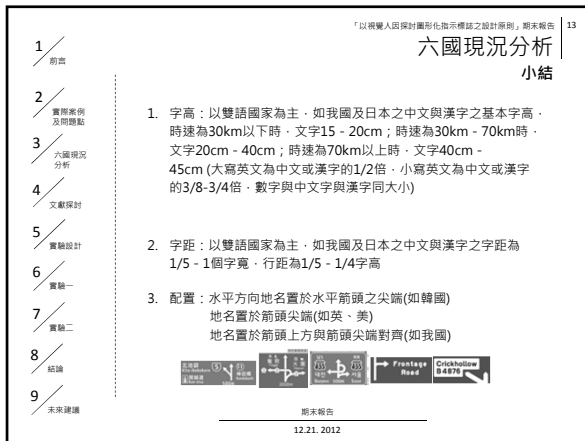 「以視覺人因探討圖形化指示標誌之設計原則」期末報告 13
六國現況分析
小結
1
前言
2
實際案例
及問題點
3
六國現況
分析
4
文獻探討
5
實驗設計
6
實驗一
7
實驗二
8
結論
9
未來建議
1. 字高：以雙語國家為主，如我國及日本之中文與漢字之基本字高，
時速為30km以下時，文字15 - 20cm；時速為30km - 70km時，
文字20cm - 40cm；時速為70km以上時，文字40cm -
45cm (大寫英文為中文或漢字的1/2倍，小寫英文為中文或漢字
的3/8-3/4倍，數字與中文字與漢字同大小)
2. 字距：以雙語國家為主，如我國及日本之中文與漢字之字距為
1/5 - 1個字寬，行距為1/5 - 1/4字高
3. 配置：水平方向地名置於水平箭頭之尖端(如韓國)
地名置於箭頭尖端(如英、美)
地名置於箭頭上方與箭頭尖端對齊(如我國)
北池袋
5
Frontage
Road
Crickhollow
B4876
期末報告
12.21. 2012